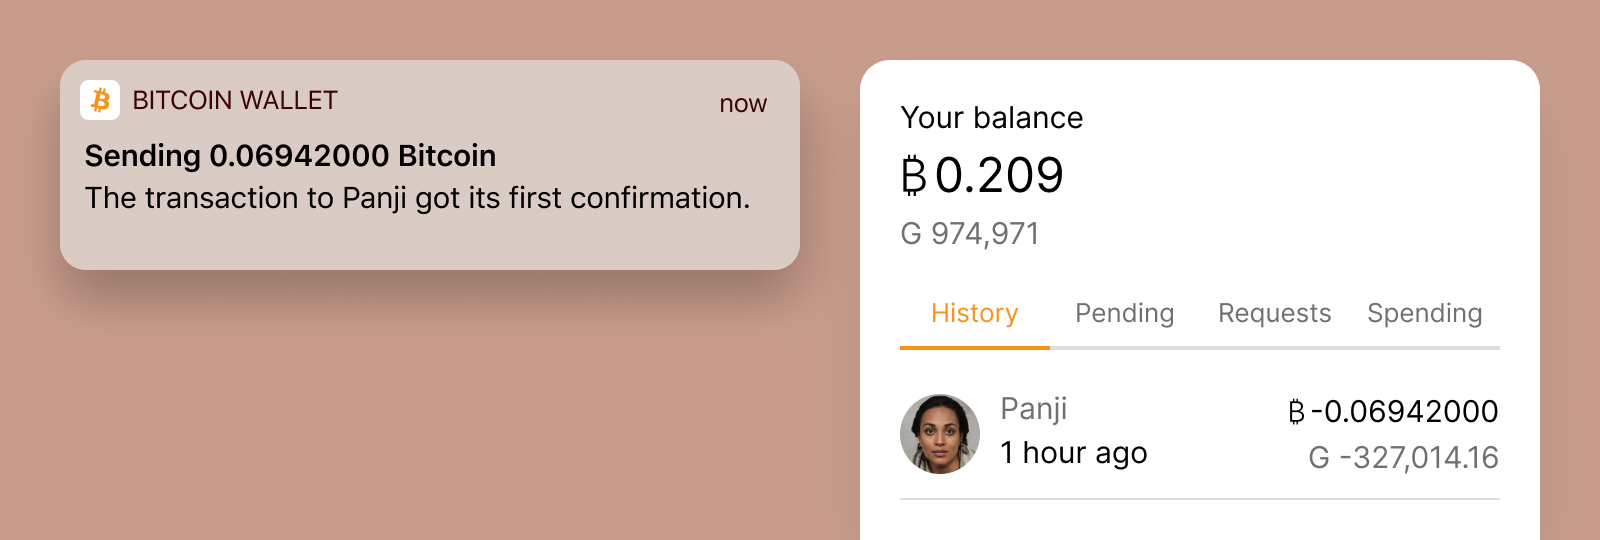 BITCOIN WALLET
now
Sending 0.06942000 Bitcoin
The transaction to Panji got its first confirmation.
Your balance
₿ 0.209
G 974,971
History Pending Requests Spending
Panji
₿ -0.06942000
1 hour ago
G -327,014.16